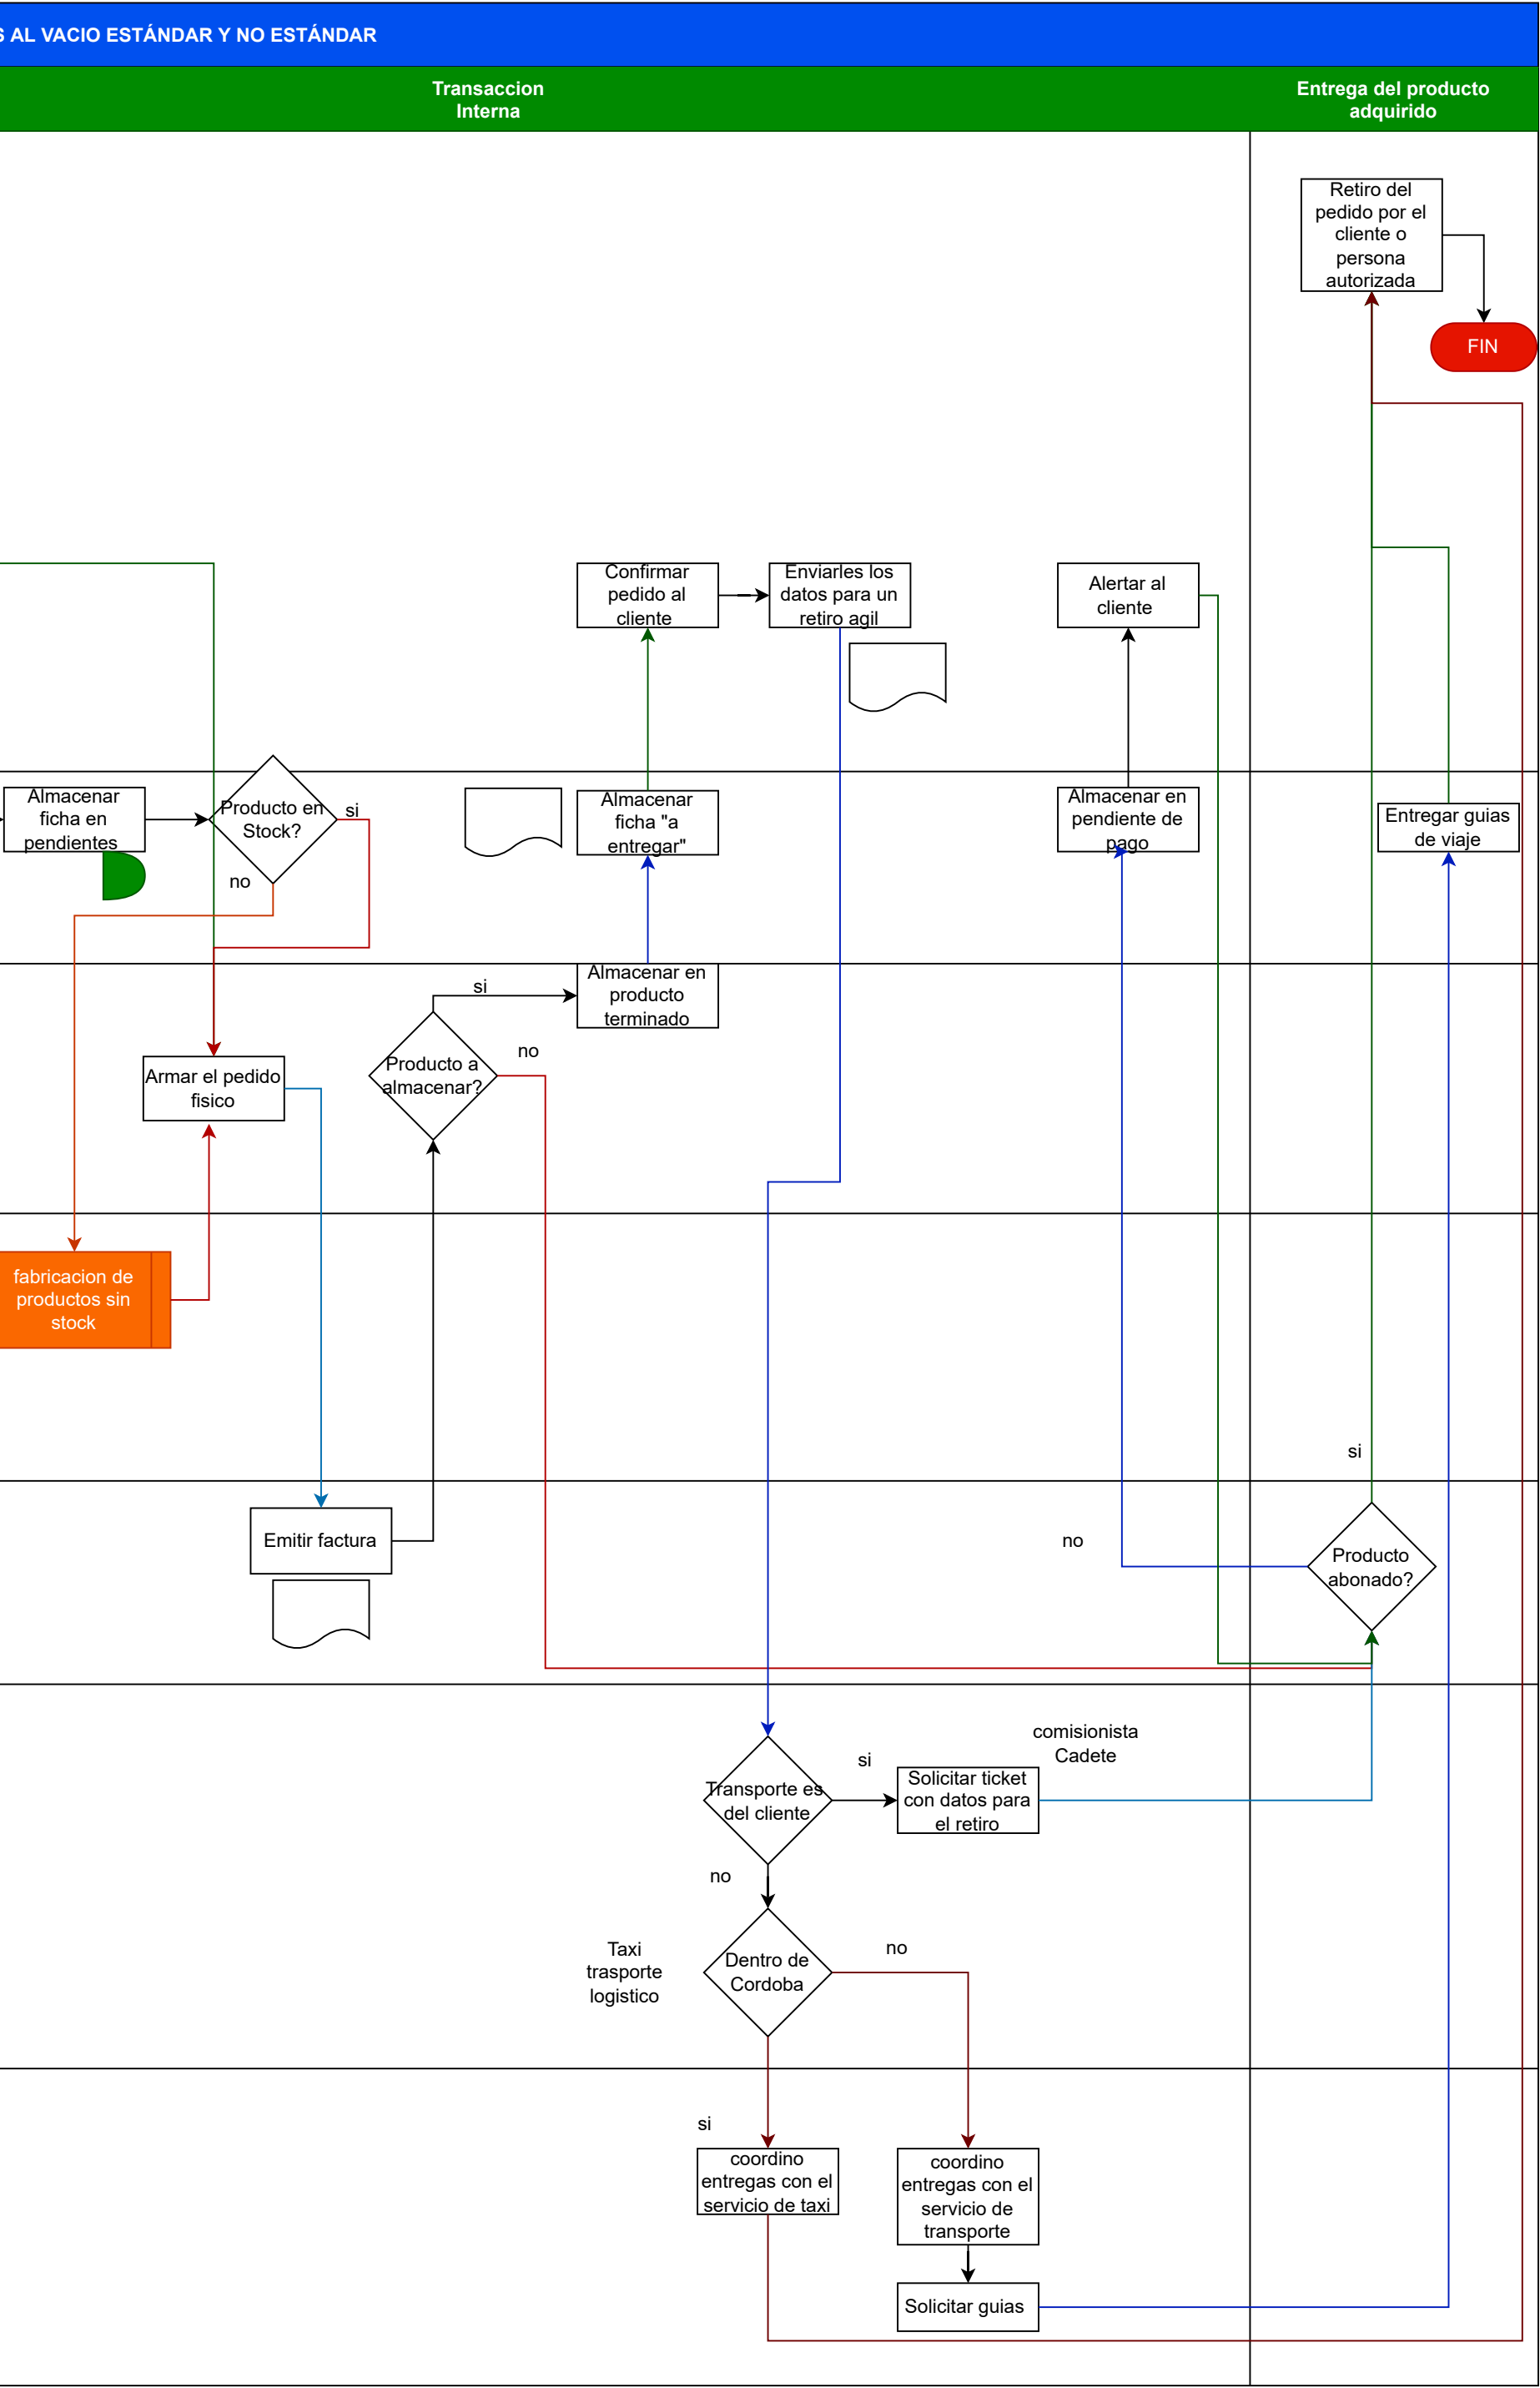 S AL VACIO ESTÁNDAR Y NO ESTÁNDAR
Transaccion
Interna
Entrega del producto
adquirido
Retiro del
pedido por el
cliente o
persona
autorizada
FIN
Confirmar
pedido al
cliente
Enviarles los
datos para un
retiro agil
Alertar al
cliente
Almacenar
ficha en
pendientes
Producto en
Stock?
si
no
Almacenar
ficha "a
entregar"
Almacenar en
pendiente de
pago
Entregar guias
de viaje
Almacenar en
producto
terminado
si
no
Producto a
almacenar?
Armar el pedido
fisico
fabricacion de
productos sin
stock
si
Emitir factura
no
Producto
abonado?
comisionista
Cadete
si
Transporte es
del cliente
Solicitar ticket
con datos para
el retiro
no
Taxi
trasporte
logistico
Dentro de
Cordoba
no
si
coordino
entregas con el
servicio de taxi
coordino
entregas con el
servicio de
transporte
Solicitar guias